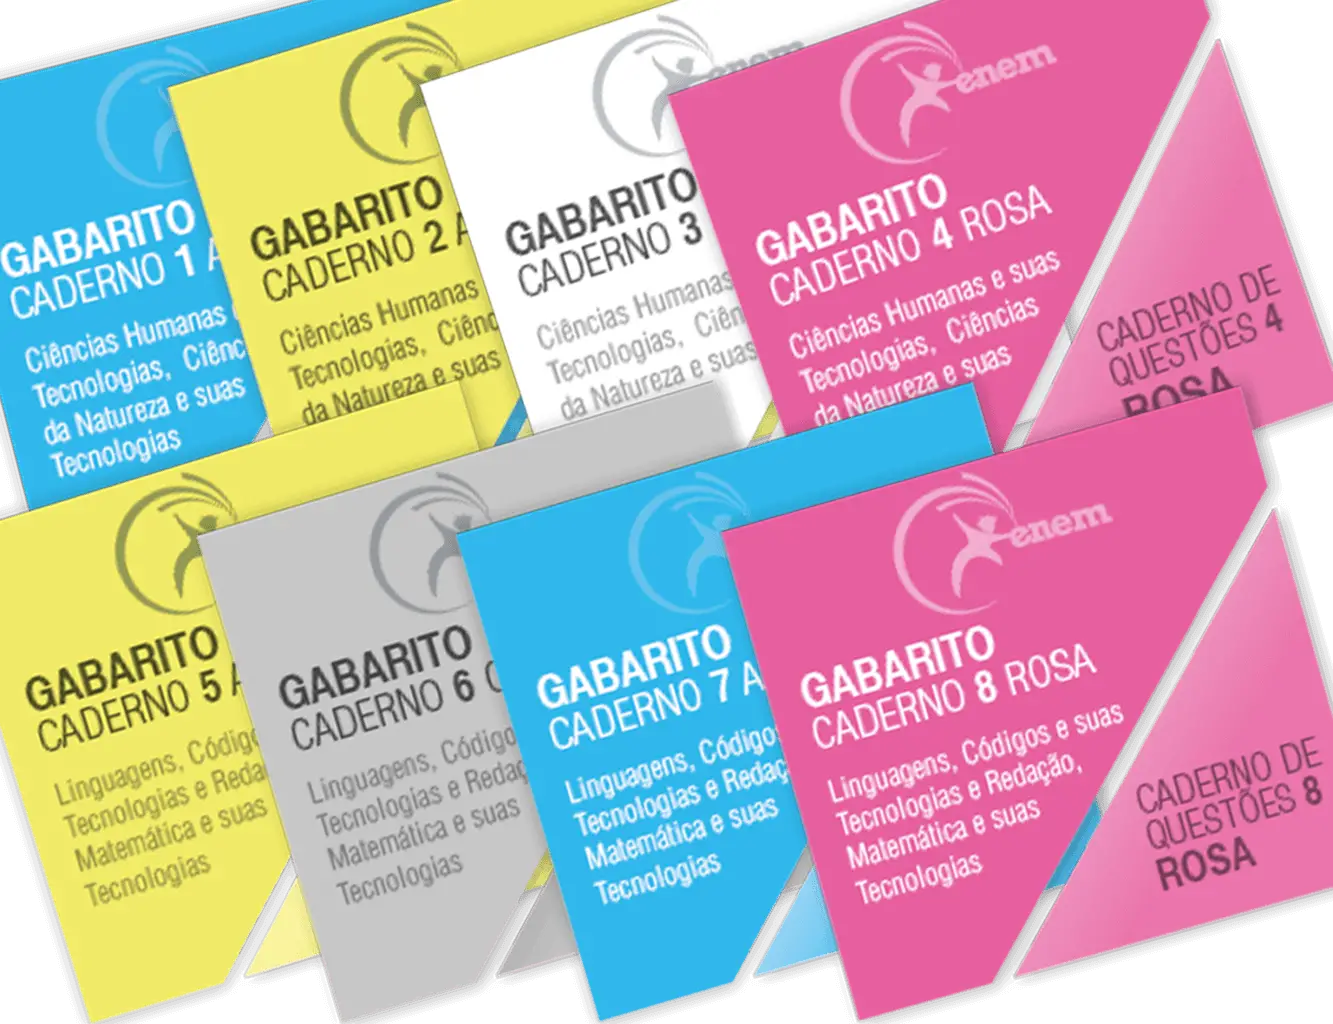 GABARITO
CADERNO 1 A
Ciências Humanas
Tecnologias, Ciênc
da Natureza e suas
Tecnologias
GABARITO
CADERNO 2 A
Ciências Humanas
Tecnologias, Ciênc
da Natureza e suas
enem
GABARITO
CADERNO 3
Ciências Humanas
Tecnologias, Ciên
da Natureza e suas
enem
GABARITO
CADERNO 4 ROSA
Ciências Humanas e suas
Tecnologias, Ciências
da Natureza e suas
CADERNO DE
QUESTÕES 4
ROSA
GABARITO
CADERNO 5 A
Linguagens, Código
Tecnologias e Reda
Matemática e suas
Tecnologias
GABARITO
CADERNO 6 C
Linguagens, Código
Tecnologias e Redaç
Matemática e suas
Tecnologias
GABARITO
CADERNO 7 A
Linguagens, Códigos
Tecnologias e Redaç
Matemática e suas
Tecnologias
enem
GABARITO
CADERNO 8 ROSA
Linguagens, Códigos e suas
Tecnologias e Redação,
Matemática e suas
Tecnologias
CADERNO DE
QUESTÕES 8
ROSA